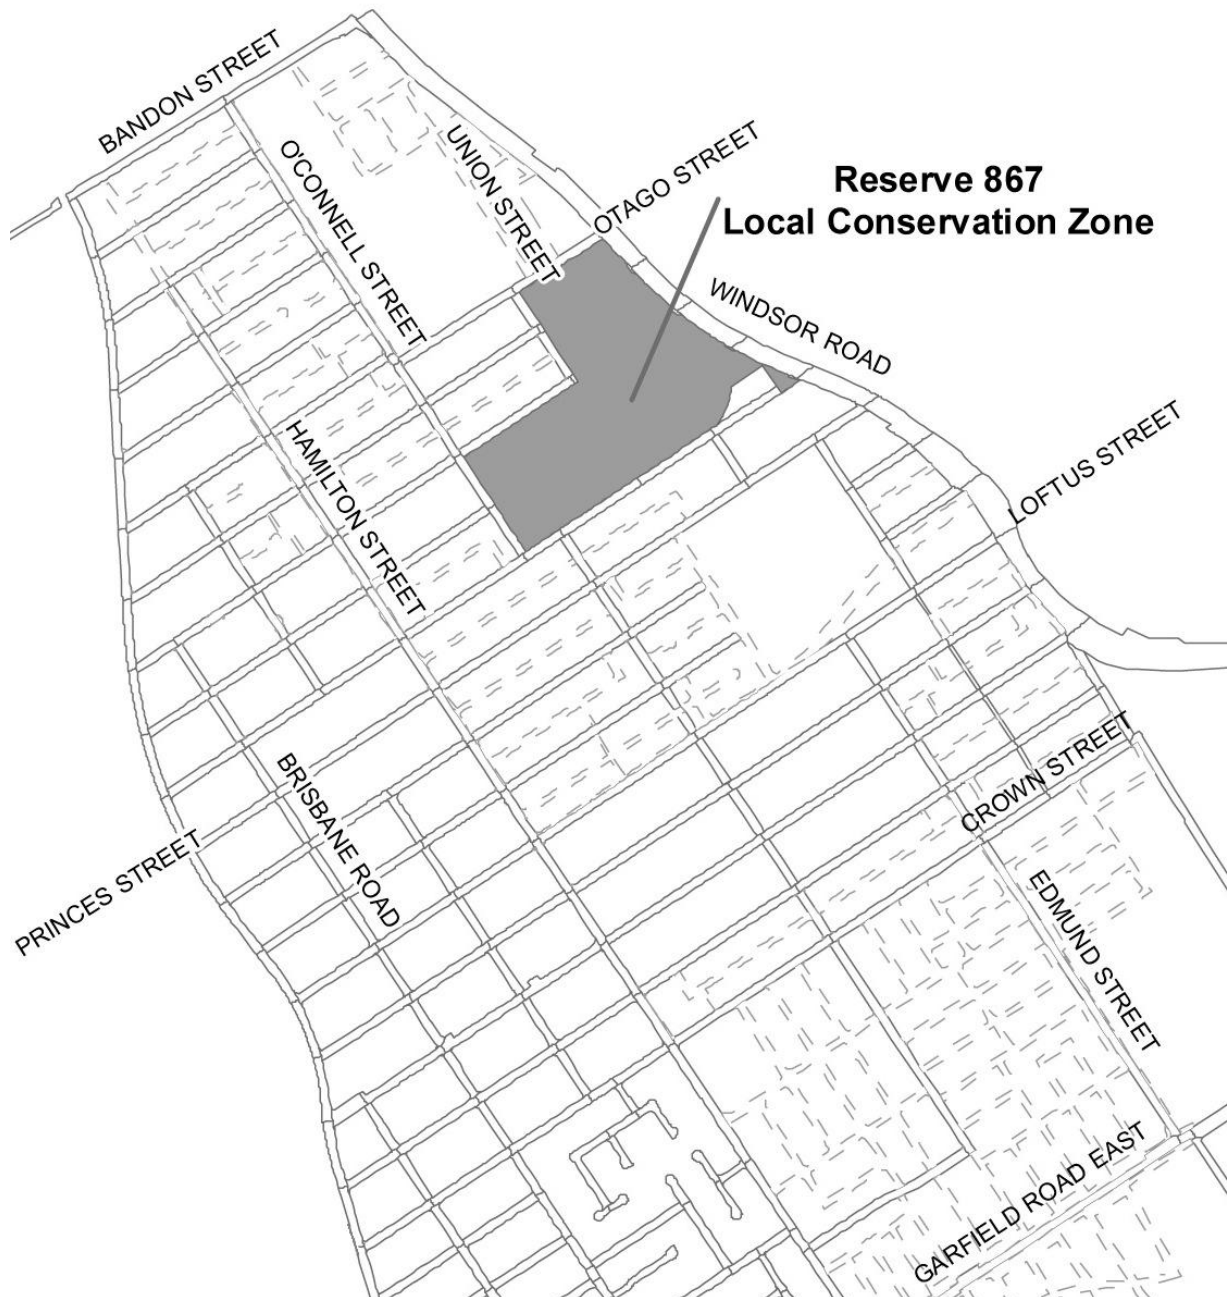 BANDON STREET
O'CONNELL STREET
UNION STREET
OTAGO STREET
Reserve 867
Local Conservation Zone
WINDSOR ROAD
HAMILTON STREET
LOFTUS STREET
BRISBANE ROAD
CROWN STREET
PRINCES STREET
EDMUND STREET
GARFIELD ROAD EAST